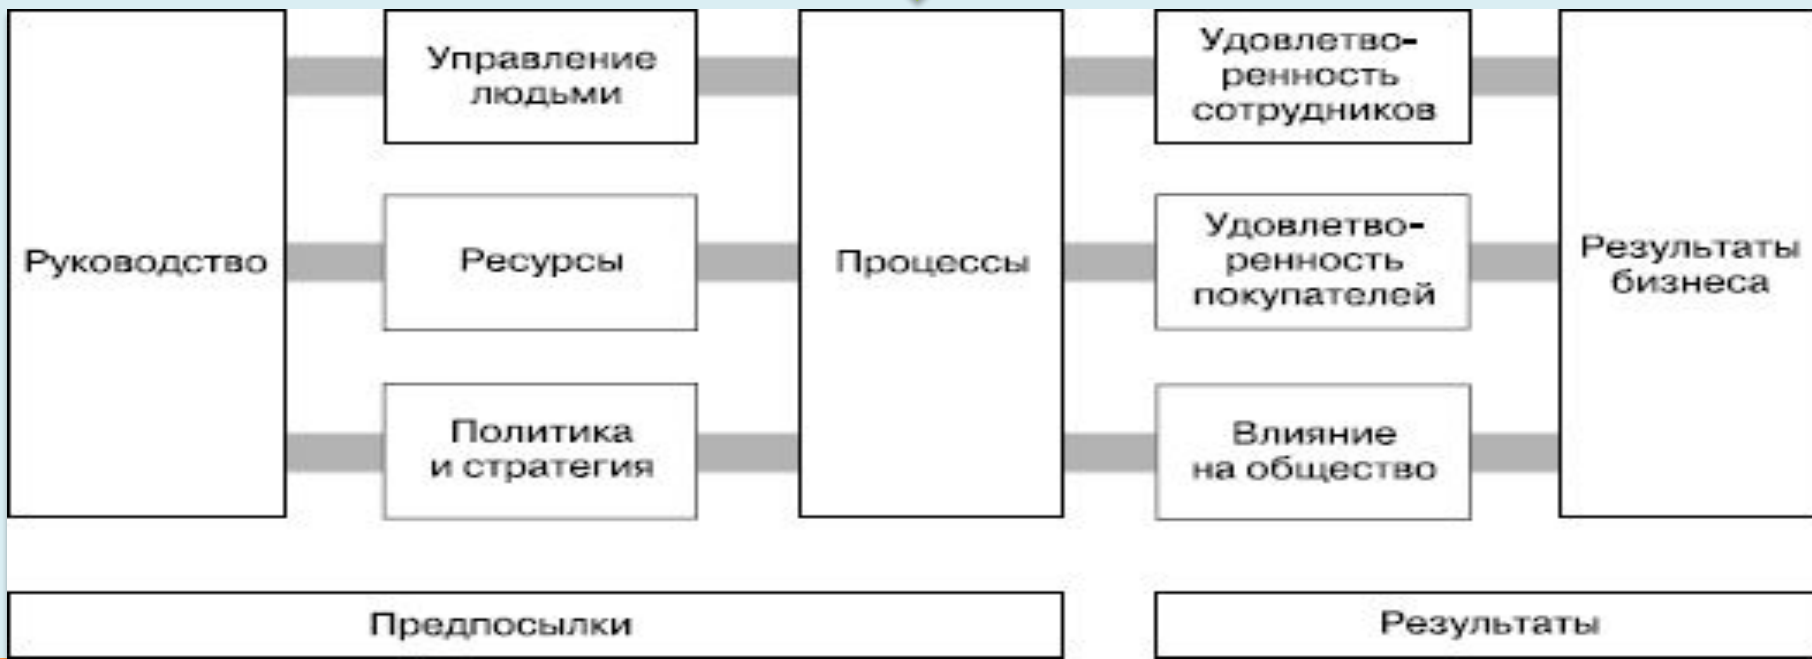 Руководство
Управление
людьми
Ресурсы
Политика
и стратегия
Процессы
Удовлетво-
ренность
сотрудников
Удовлетво-
ренность
покупателей
Влияние
на общество
Результаты
бизнеса
Предпосылки
Результаты